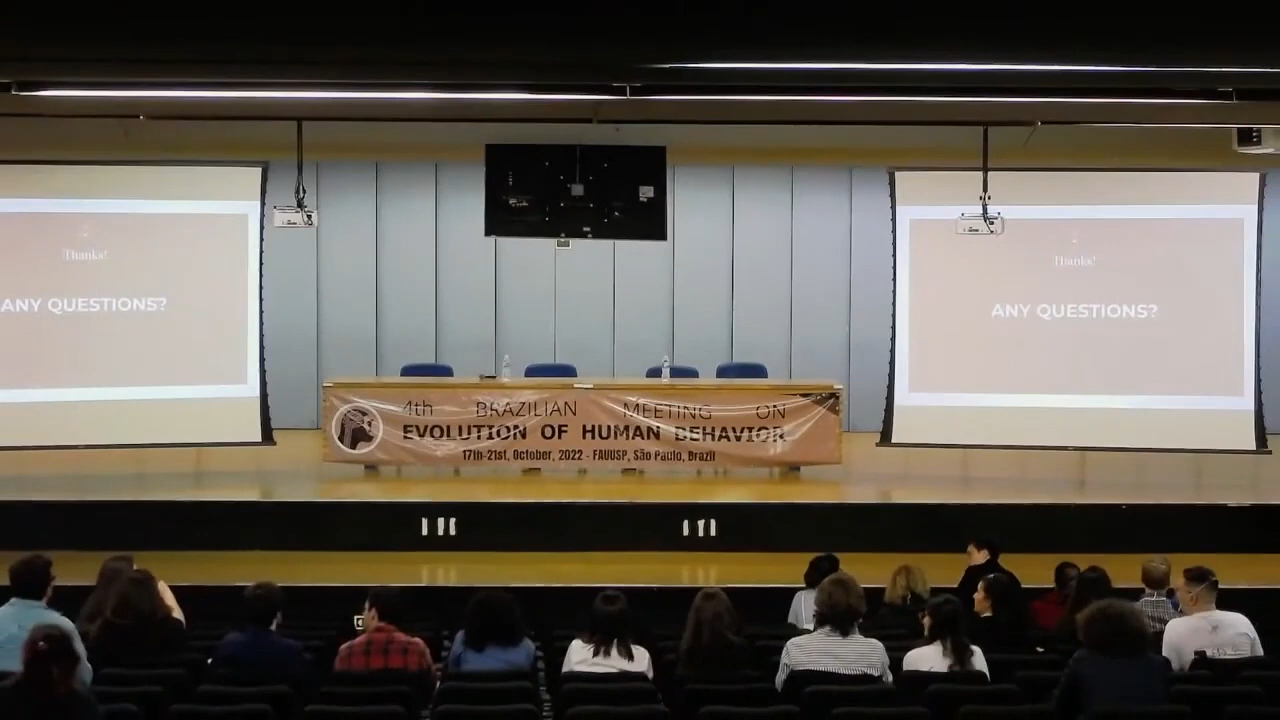 Thanks!
ANY QUESTIONS?
Thanks!
ANY QUESTIONS?
4th BRAZILIAN MEETING ON
EVOLUTION OF HUMAN BEHAVIOR
17th-21st, October, 2022 - FAUUSP, São Paulo, Brazil